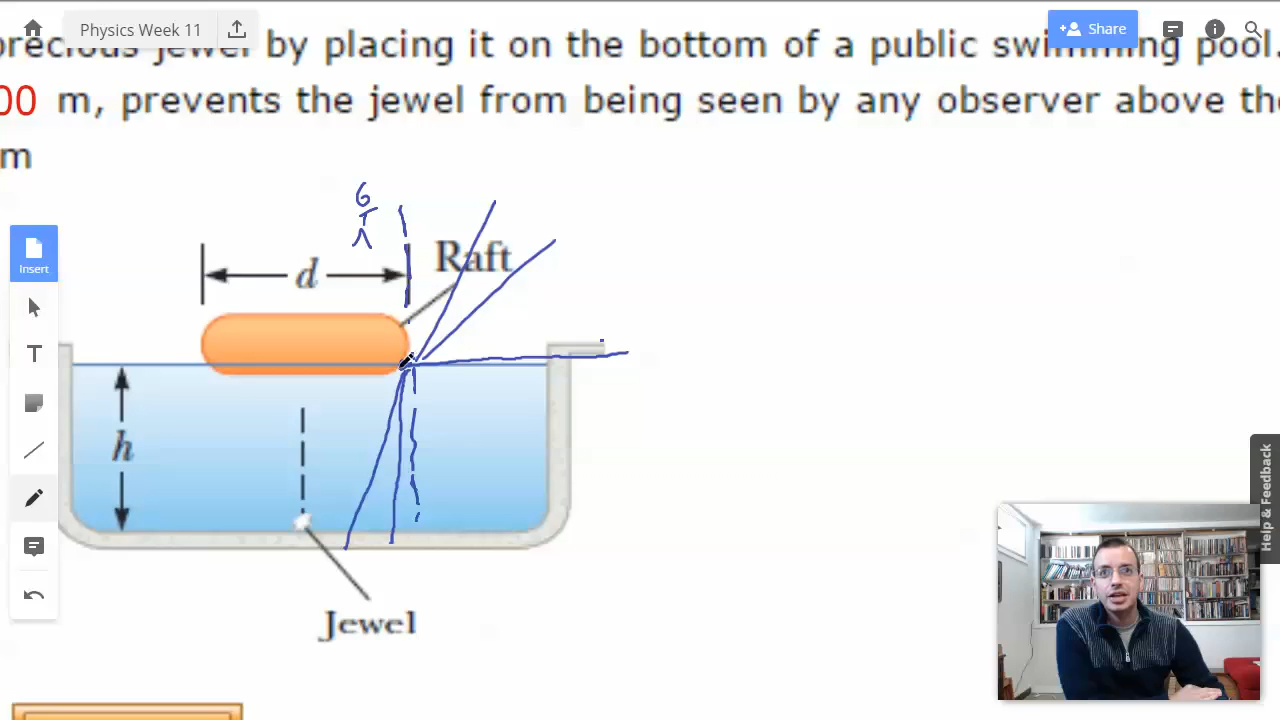 Physics Week 11
Share
precious jewel by placing it on the bottom of a public swimming pool.
00 m, prevents the jewel from being seen by any observer above the
m
Insert
T
d
Raft
h
Jewel
Help & Feedback